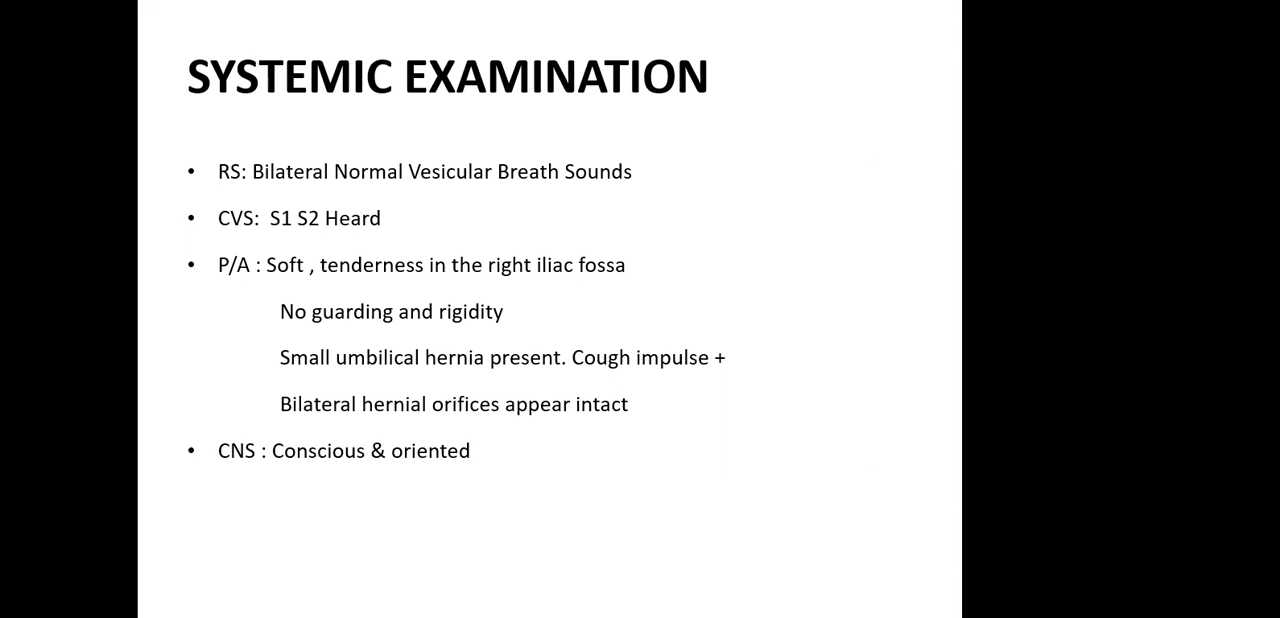 SYSTEMIC EXAMINATION
• RS: Bilateral Normal Vesicular Breath Sounds
• CVS:  S1 S2 Heard
• P/A : Soft , tenderness in the right iliac fossa
No guarding and rigidity
Small umbilical hernia present. Cough impulse +
Bilateral hernial orifices appear intact
• CNS : Conscious & oriented